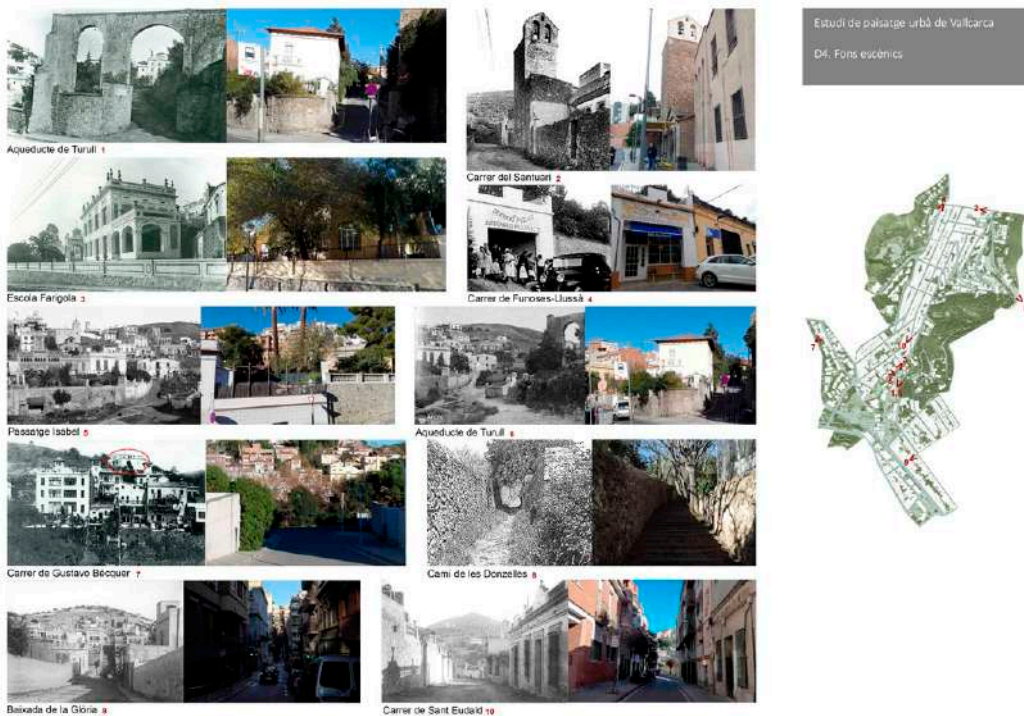 Estudi de paisatge urbà de Vallcarca
D4. Fons escènics
Aqueducte de Turull 1
Carrer del Santuari 2
Escola Farigola 3
Carrer de Funoses-Llussà 4
Passatge Isabel 5
Aqueducte de Turull 6
Carrer de Gustavo Bécquer 7
Camí de les Donzelles 8
Baixada de la Glòria 9
Carrer de Sant Eudald 10